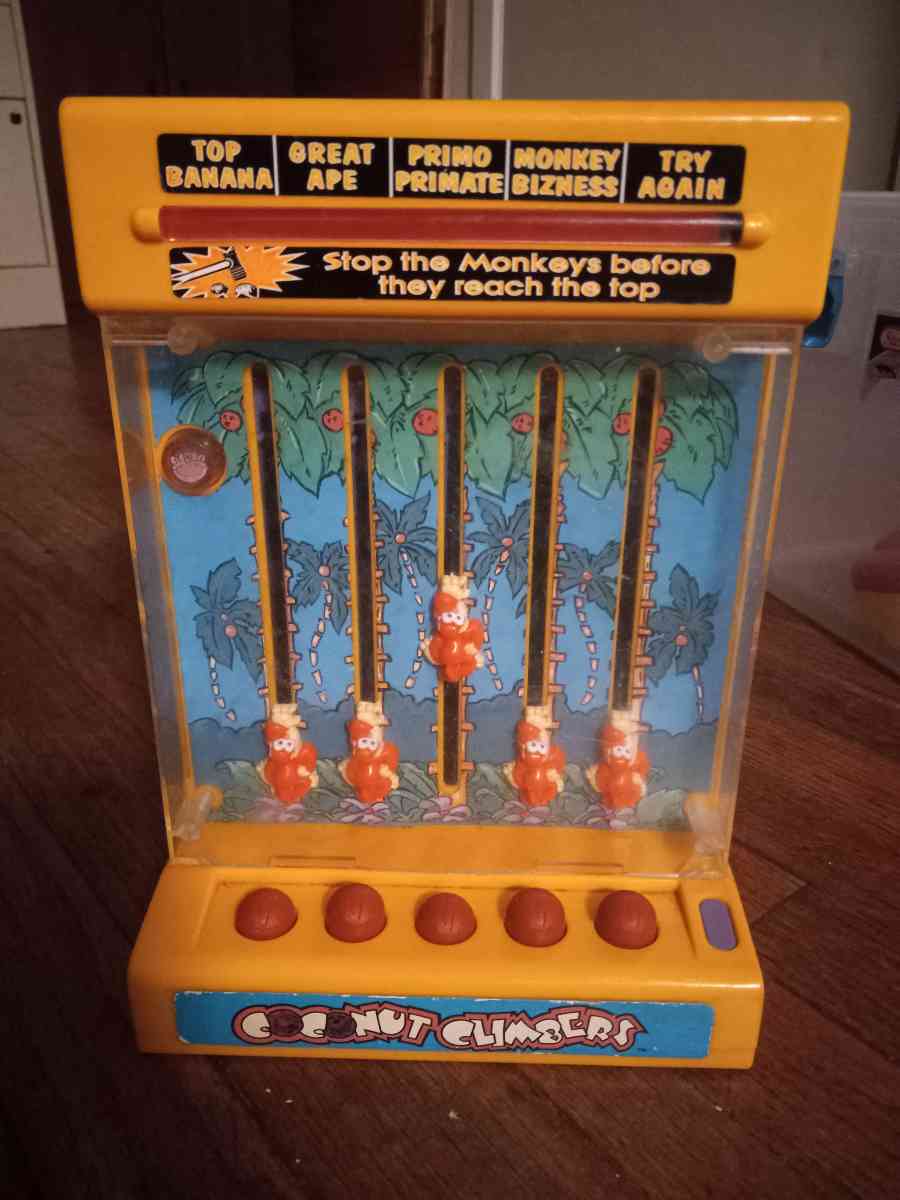 TOP BANANA
GREAT APE
PRIMO PRIMATE
MONKEY BIZNESS
TRY AGAIN
Stop the Monkeys before
they reach the top
COCONUT CLIMBERS